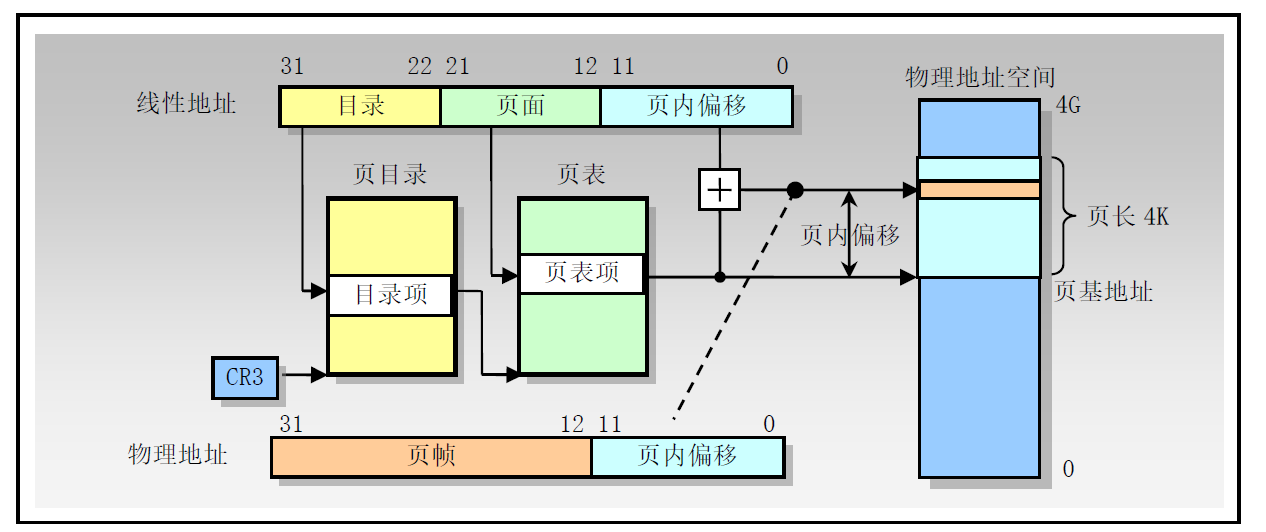 31 22 21 12 11 0
线性地址 目录 页面 页内偏移
物理地址空间
4G
页目录 页表
+
页长 4K
页内偏移
目录项 页表项
页基地址
CR3
31 12 11 0
物理地址 页帧 页内偏移
0